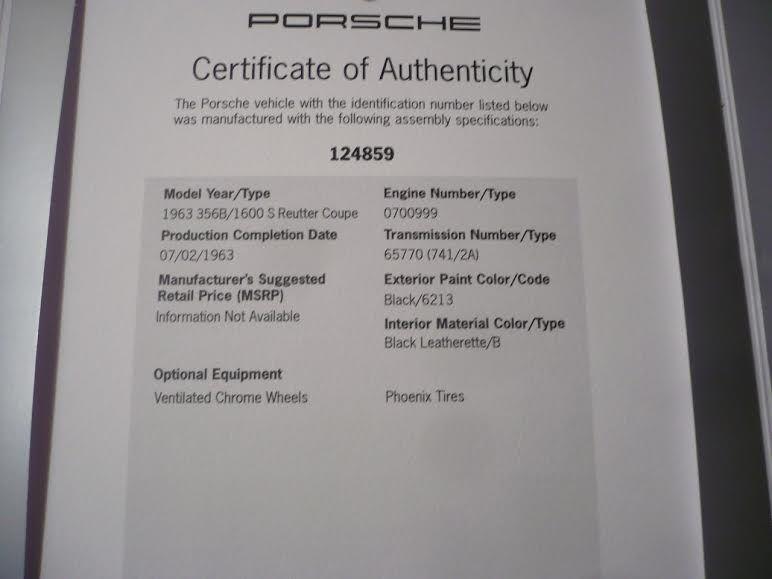 PORSCHE
Certificate of Authenticity
The Porsche vehicle with the identification number listed below
was manufactured with the following assembly specifications:
124859
Model Year/Type
1963 356B/1600 S Reutter Coupe
Production Completion Date
07/02/1963
Manufacturer's Suggested
Retail Price (MSRP)
Information Not Available
Engine Number/Type
0700999
Transmission Number/Type
65770 (741/2A)
Exterior Paint Color/Code
Black/6213
Interior Material Color/Type
Black Leatherette/B
Optional Equipment
Ventilated Chrome Wheels
Phoenix Tires